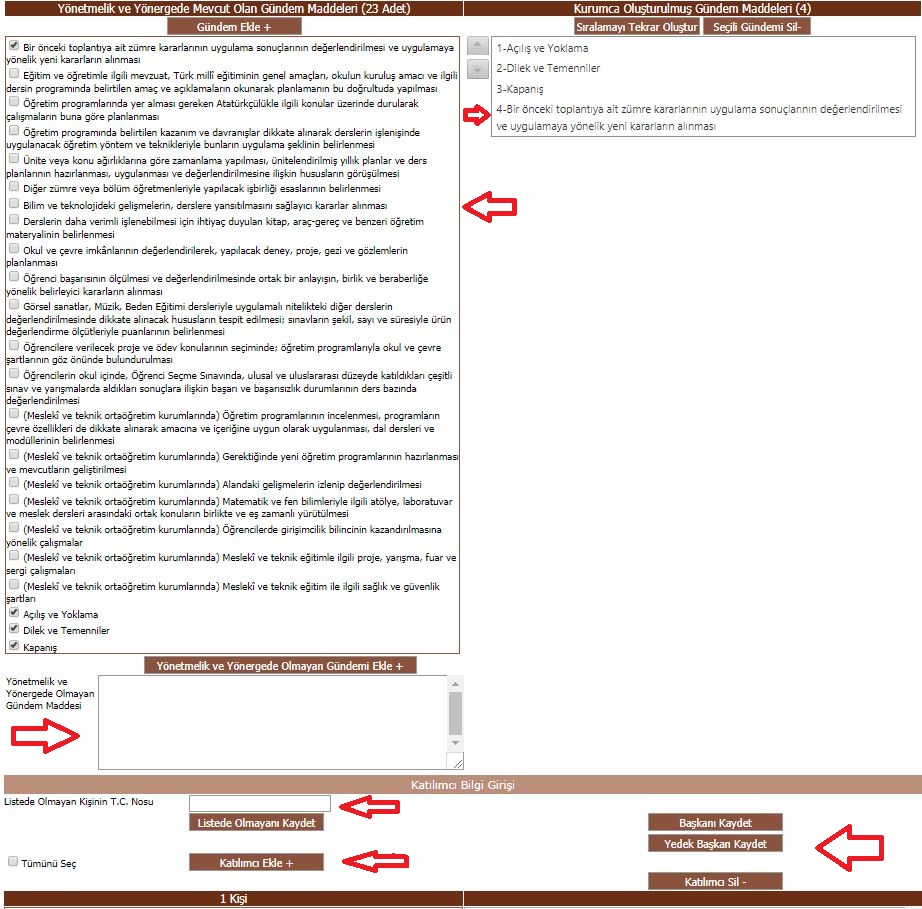 Yönetmelik ve Yönergede Mevcut Olan Gündem Maddeleri (23 Adet)
Gündem Ekle +
Bir önceki toplantıya ait zümre kararlarının uygulama sonuçlarının değerlendirilmesi ve uygulamaya
yönelik yeni kararların alınması
Eğitim ve öğretimle ilgili mevzuat, Türk millî eğitiminin genel amaçları, okulun kuruluş amacı ve ilgili
dersin programında belirtilen amaç ve açıklamaların okunarak planlamanın bu doğrultuda yapılması
Öğretim programlarında yer alması gereken Atatürkçülükle ilgili konular üzerinde durularak
çalışmaların buna göre planlanması
Öğretim programında belirtilen kazanım ve davranışlar dikkate alınarak derslerin işlenişinde
uygulanacak öğretim yöntem ve teknikleriyle bunların uygulama şeklinin belirlenmesi
Ünite veya konu ağırlıklarına göre zamanlama yapılması, ünitelendirilmiş yıllık planlar ve ders
planlarının hazırlanması, uygulanması ve değerlendirilmesine ilişkin hususların görüşülmesi
Diğer zümre veya bölüm öğretmenleriyle yapılacak işbirliği esaslarının belirlenmesi
Bilim ve teknolojideki gelişmelerin, derslere yansıtılmasını sağlayıcı kararlar alınması
Derslerin daha verimli işlenebilmesi için ihtiyaç duyulan kitap, araç-gereç ve benzeri öğretim
materyalinin belirlenmesi
Okul ve çevre imkânlarının değerlendirilerek, yapılacak deney, proje, gezi ve gözlemlerin
planlanması
Öğrenci başarısının ölçülmesi ve değerlendirilmesinde ortak bir anlayışın, birlik ve beraberliğe
yönelik belirleyici kararların alınması
Görsel sanatlar, Müzik, Beden Eğitimi dersleriyle uygulamalı nitelikteki diğer derslerin
değerlendirilmesinde dikkate alınacak hususların tespit edilmesi; sınavların şekil, sayı ve süresiyle ürün
değerlendirme ölçütleriyle puanlarının belirlenmesi
Öğrencilere verilecek proje ve ödev konularının seçiminde; öğretim programlarıyla okul ve çevre
şartlarının göz önünde bulundurulması
Öğrencilerin okul içinde, Öğrenci Seçme Sınavında, ulusal ve uluslararası düzeyde katıldıkları çeşitli
sınav ve yarışmalarda aldıkları sonuçlara ilişkin başarı ve başarısızlık durumlarının ders bazında
değerlendirilmesi
(Meslekî ve teknik ortaöğretim kurumlarında) Öğretim programlarının incelenmesi, programların
çevre özellikleri de dikkate alınarak amacına ve içeriğine uygun olarak uygulanması, dal dersleri ve
modüllerinin belirlenmesi
(Meslekî ve teknik ortaöğretim kurumlarında) Gerektiğinde yeni öğretim programlarının hazırlanması
ve mevcutların geliştirilmesi
(Meslekî ve teknik ortaöğretim kurumlarında) Alandaki gelişmelerin izlenip değerlendirilmesi
(Meslekî ve teknik ortaöğretim kurumlarında) Matematik ve fen bilimleriyle ilgili atölye, laboratuvar
ve meslek dersleri arasındaki ortak konuların birlikte ve eş zamanlı yürütülmesi
(Meslekî ve teknik ortaöğretim kurumlarında) Öğrencilerde girişimcilik bilincinin kazandırılmasına
yönelik çalışmalar
(Meslekî ve teknik ortaöğretim kurumlarında) Meslekî ve teknik eğitimle ilgili proje, yarışma, fuar ve
sergi çalışmaları
(Meslekî ve teknik ortaöğretim kurumlarında) Meslekî ve teknik eğitim ile ilgili sağlık ve güvenlik
şartları
Açılış ve Yoklama
Dilek ve Temenniler
Kapanış
Kurumca Oluşturulmuş Gündem Maddeleri (4)
Sıralamayı Tekrar Oluştur
Seçili Gündemi Sil-
1-Açılış ve Yoklama
2-Dilek ve Temenniler
3-Kapanış
4-Bir önceki toplantıya ait zümre kararlarının uygulama sonuçlarının değerlendirilmesi
ve uygulamaya yönelik yeni kararların alınması
Yönetmelik ve Yönergede Olmayan Gündemi Ekle +
Yönetmelik ve
Yönergede Olmayan
Gündem Maddesi
Katılımcı Bilgi Girişi
Listede Olmayan Kişinin T.C. Nosu
Listede Olmayanı Kaydet
Başkanı Kaydet
Yedek Başkan Kaydet
Tümünü Seç
Katılımcı Ekle +
Katılımcı Sil -
1 Kişi